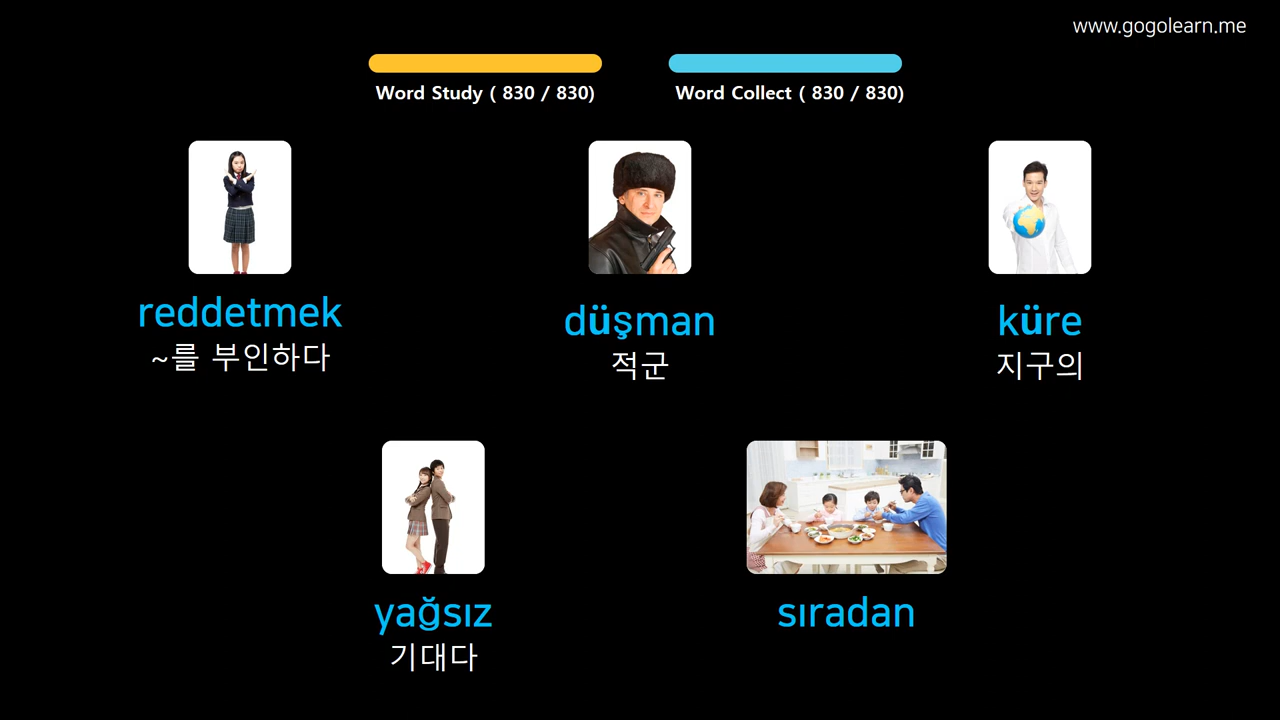 www.gogolearn.me
Word Study ( 830 / 830)
Word Collect ( 830 / 830)
reddetmek
~를 부인하다
düşman
적군
küre
지구의
yağsız
기대다
sıradan